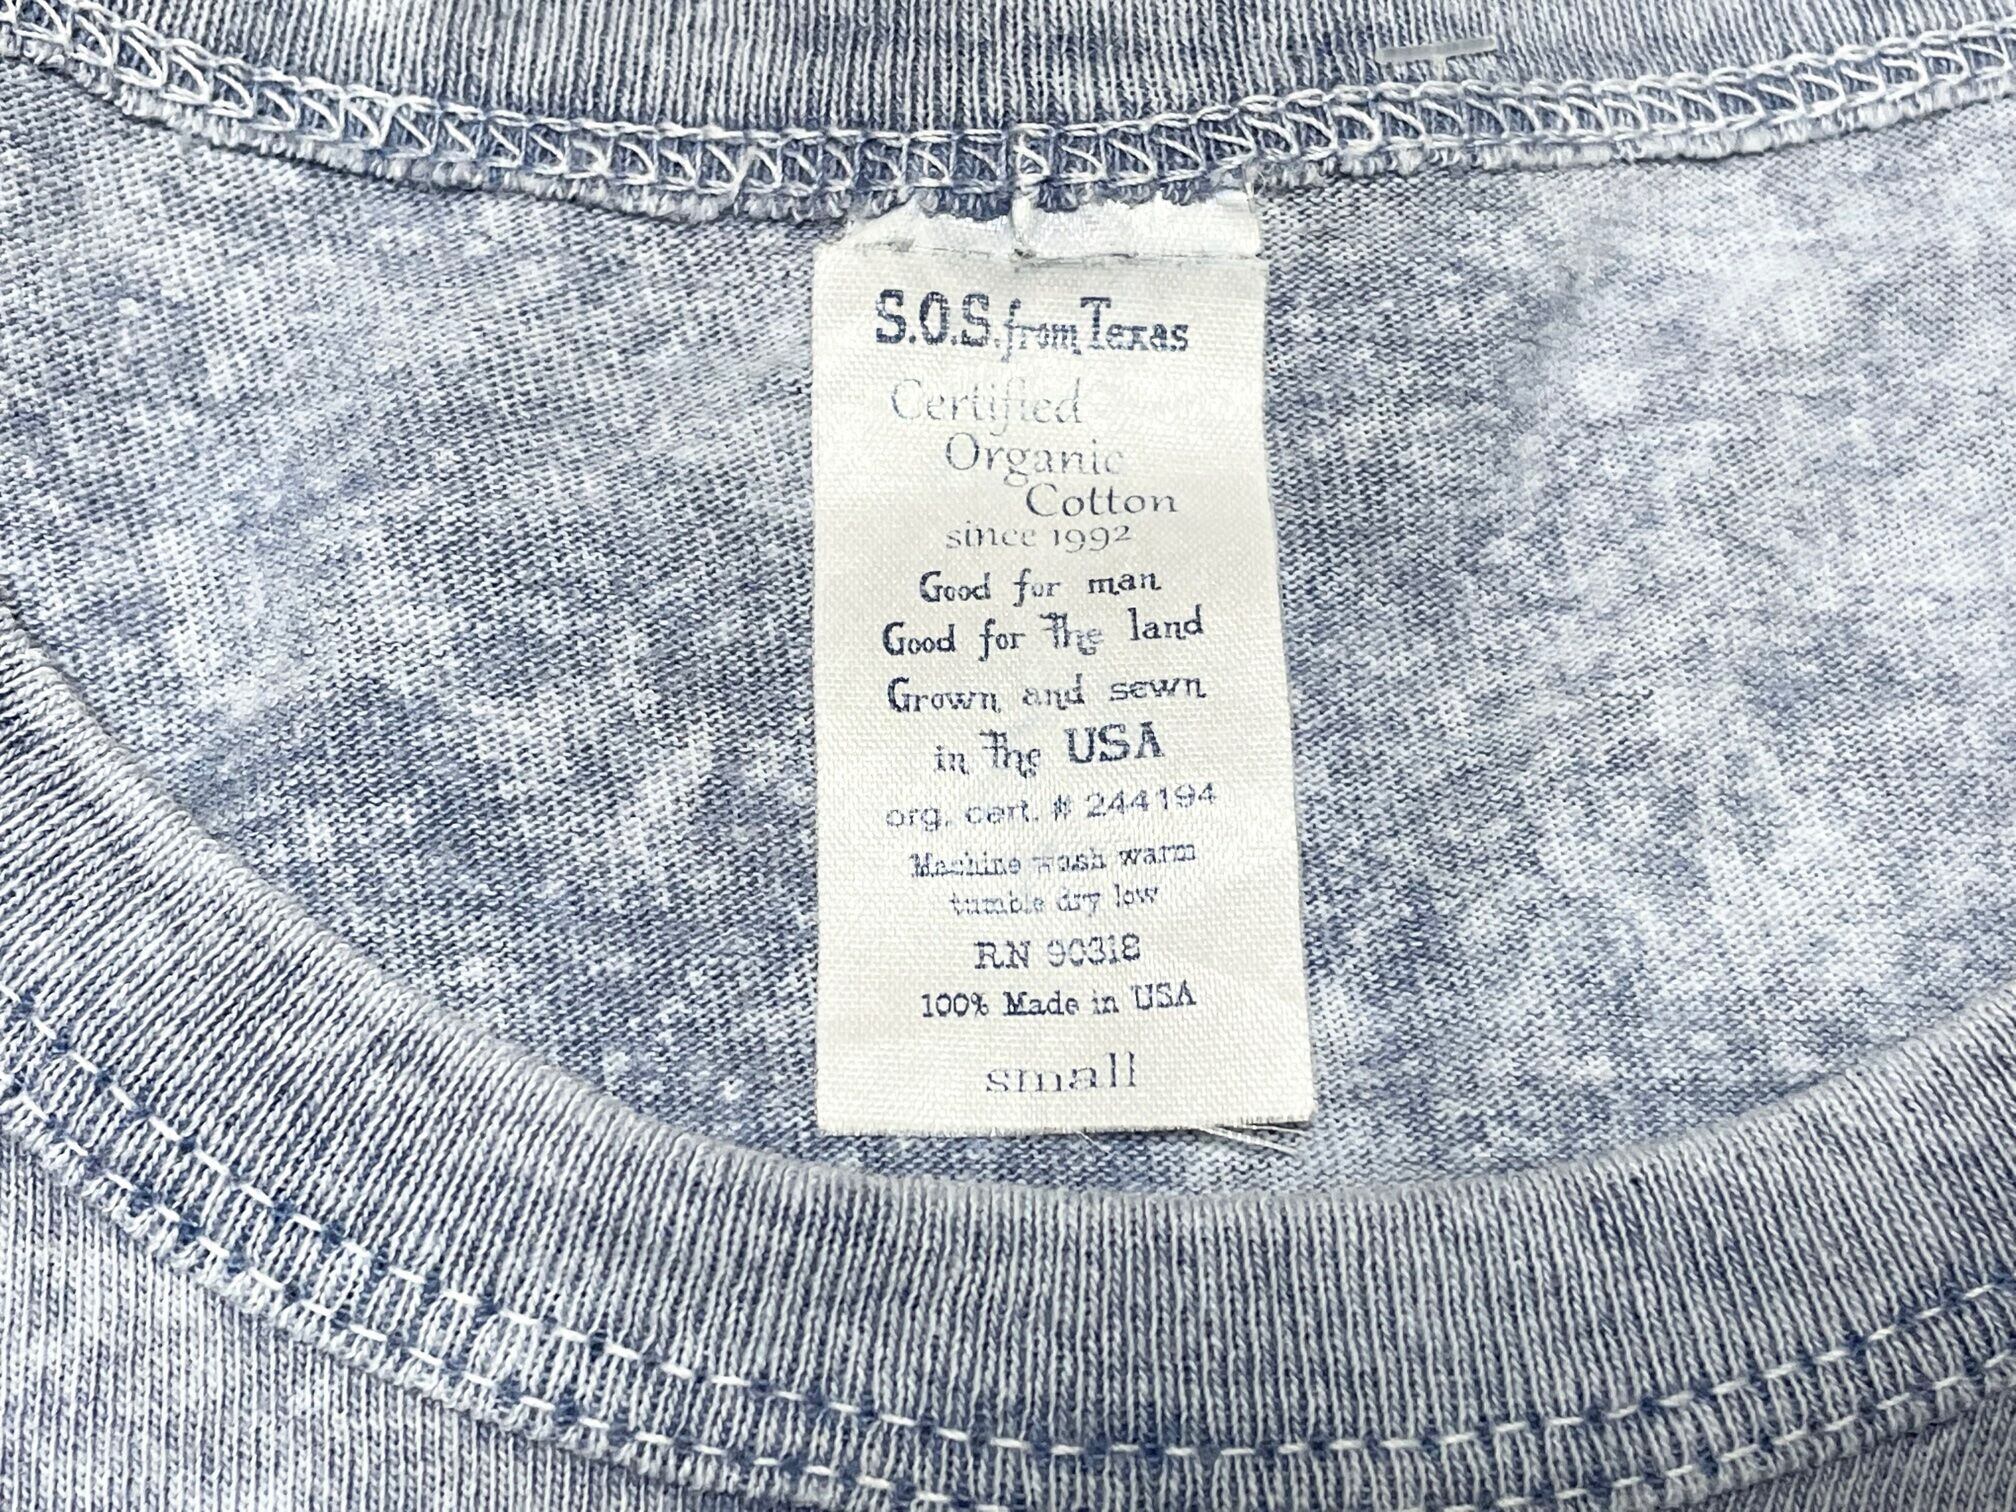 S.O.S. from Texas
Certified
Organic
Cotton
since 1992
Good for man
Good for the land
Grown and sewn
in the USA
org. cert. # 244194
Machine wash warm
tumble dry low
RN 90318
100% Made in USA
small